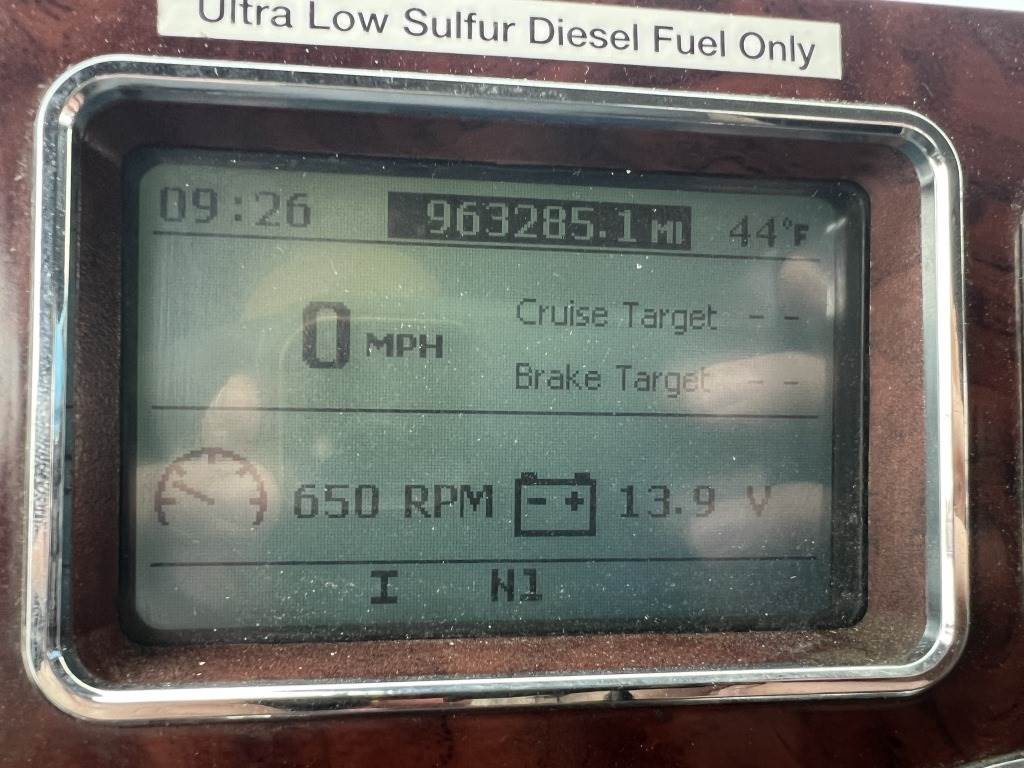 Ultra Low Sulfur Diesel Fuel Only
09:26 963285.1 MI 44°F
0 MPH
Cruise Target - -
Brake Target - -
650 RPM - + 13.9 V
I N1